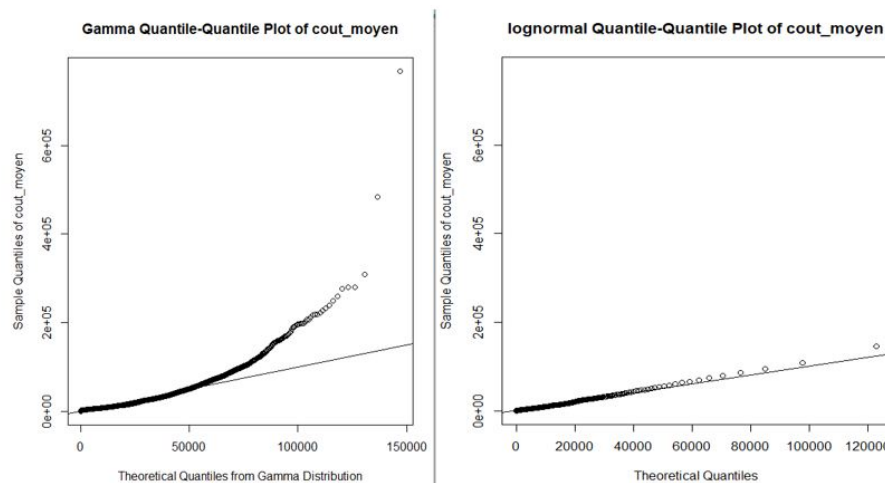 Gamma Quantile-Quantile Plot of cout_moyen
Sample Quantiles of cout_moyen
0e+00 2e+05 4e+05 6e+05
0 50000 100000 150000
Theoretical Quantiles from Gamma Distribution
lognormal Quantile-Quantile Plot of cout_moyen
Sample Quantiles of cout_moyen
0e+00 2e+05 4e+05 6e+05
0 20000 40000 60000 80000 100000 120000
Theoretical Quantiles